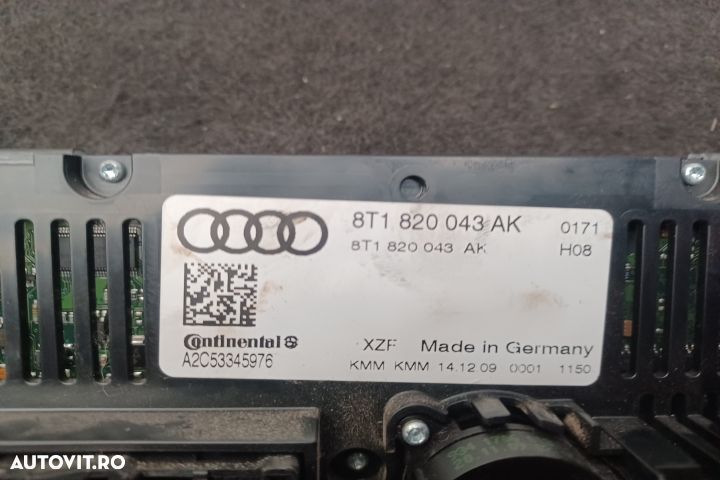 8T1 820 043 AK 0171
8T1 820 043 AK H08
Continental
A2C53345976
XZF Made in Germany
KMM KMM 14.12.09 0001 1150
AUTOVIT.RO